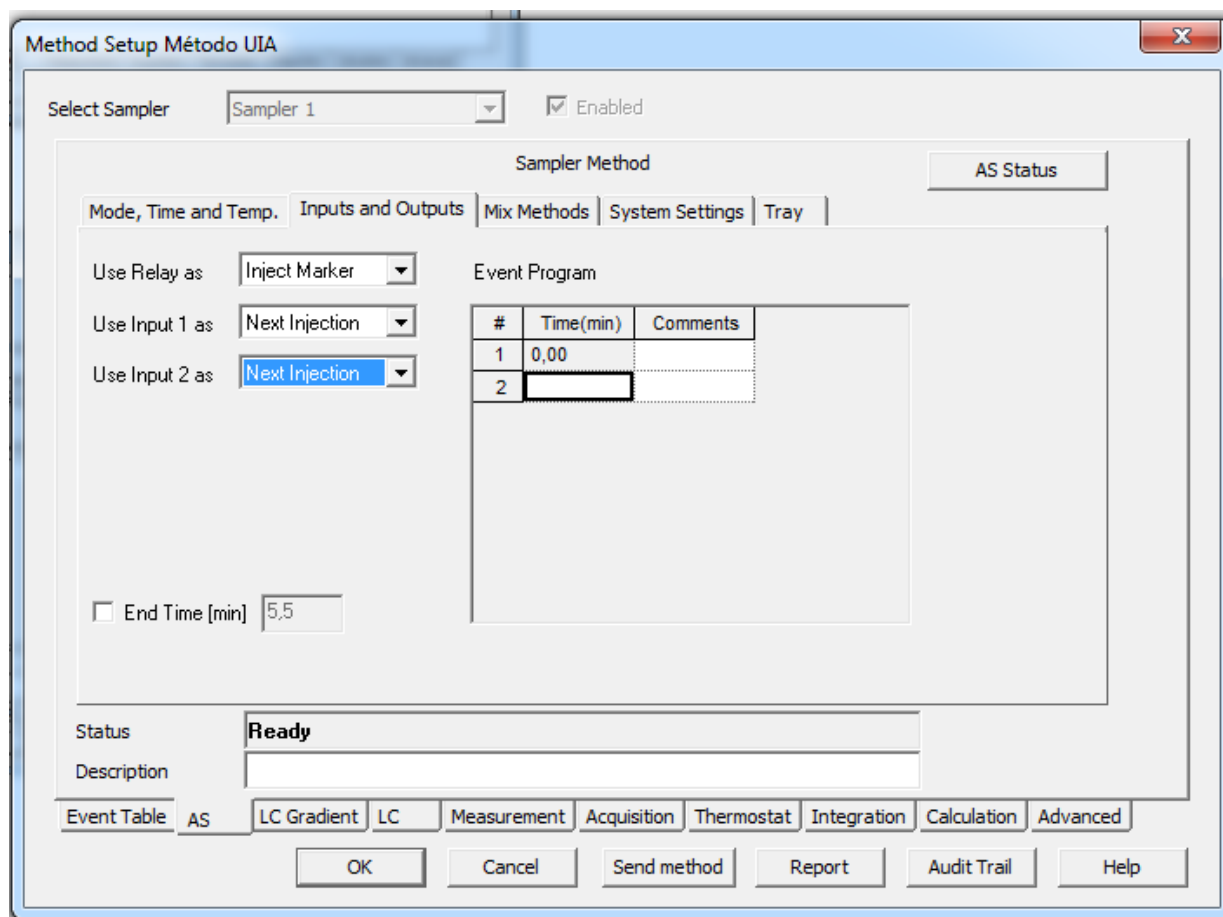 Method Setup Método UIA
Select Sampler Sampler 1 Enabled
Sampler Method
AS Status
Mode, Time and Temp. Inputs and Outputs Mix Methods System Settings Tray
Use Relay as Inject Marker
Use Input 1 as Next Injection
Use Input 2 as Next Injection
Event Program
# Time(min) Comments
1 0,00
2
End Time [min] 5,5
Status Ready
Description
Event Table AS LC Gradient LC Measurement Acquisition Thermostat Integration Calculation Advanced
OK Cancel Send method Report Audit Trail Help